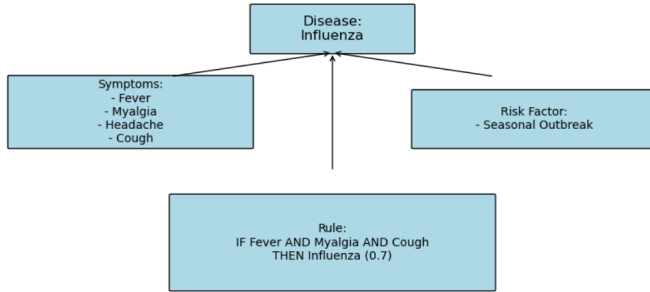 Disease:
Influenza
Symptoms:
- Fever
- Myalgia
- Headache
- Cough
Risk Factor:
- Seasonal Outbreak
Rule:
IF Fever AND Myalgia AND Cough
THEN Influenza (0.7)